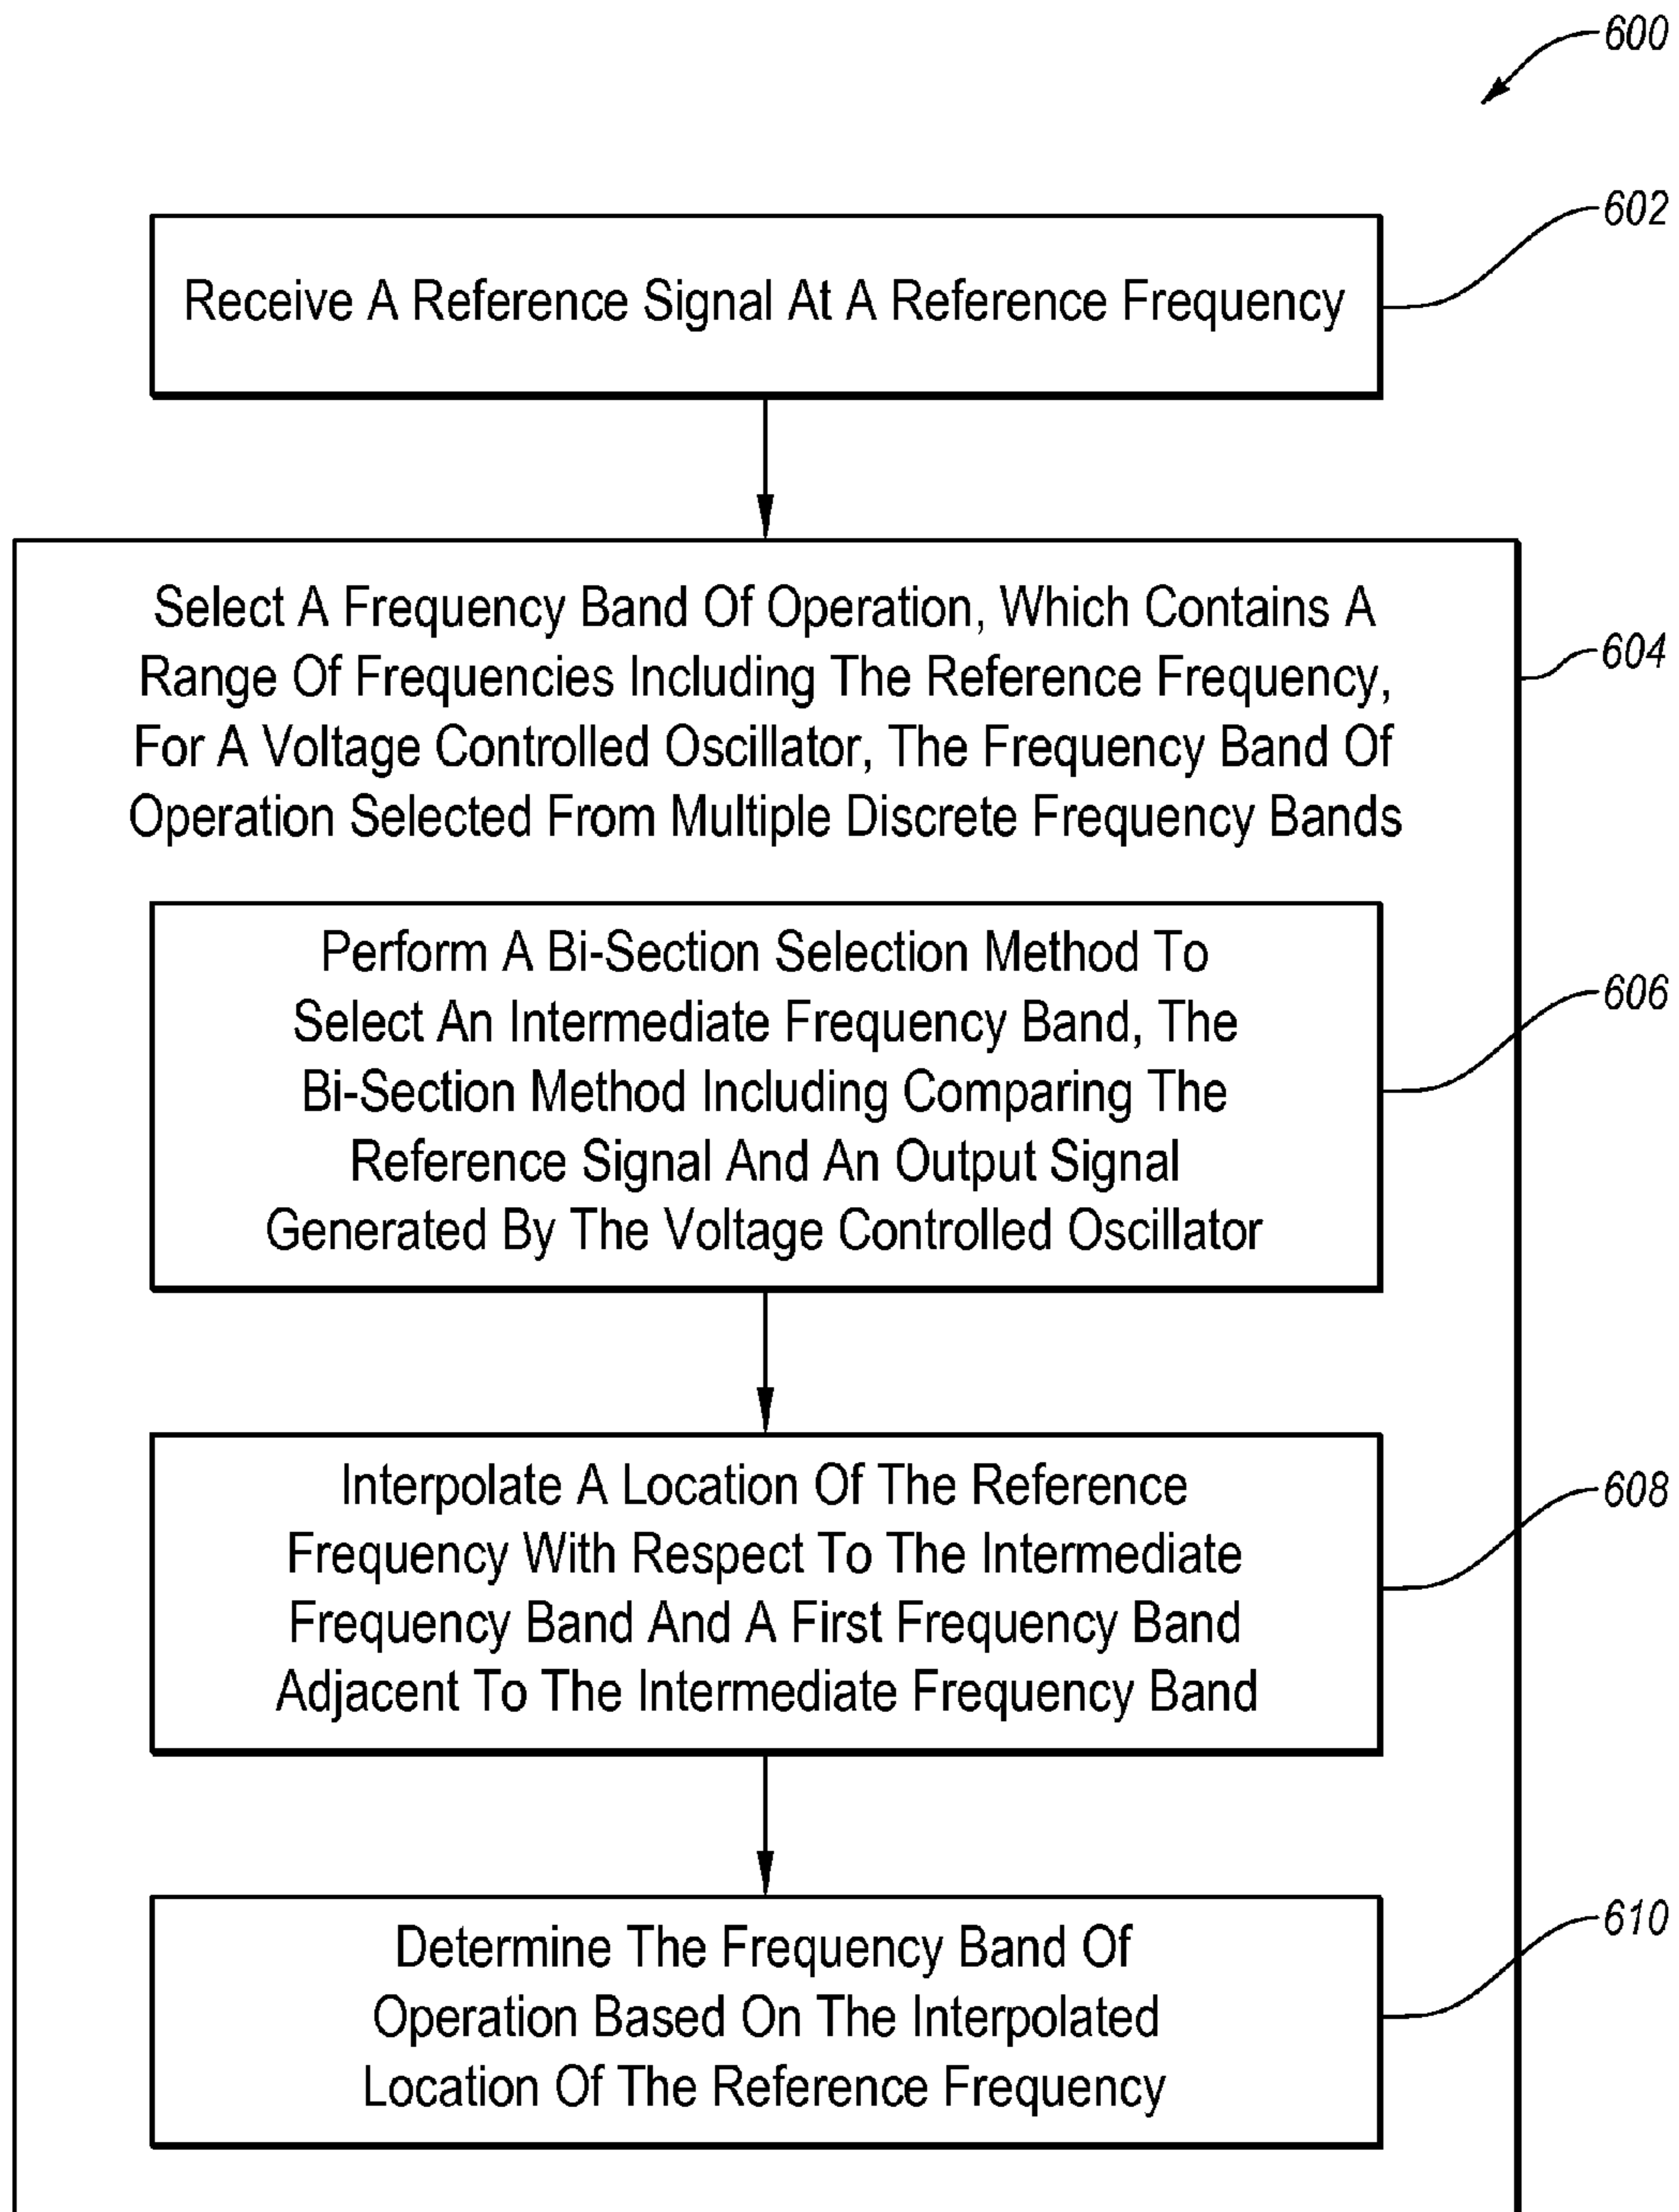 600
602
Receive A Reference Signal At A Reference Frequency
Select A Frequency Band Of Operation, Which Contains A
Range Of Frequencies Including The Reference Frequency,
For A Voltage Controlled Oscillator, The Frequency Band Of
Operation Selected From Multiple Discrete Frequency Bands
604
Perform A Bi-Section Selection Method To
Select An Intermediate Frequency Band, The
Bi-Section Method Including Comparing The
Reference Signal And An Output Signal
Generated By The Voltage Controlled Oscillator
606
Interpolate A Location Of The Reference
Frequency With Respect To The Intermediate
Frequency Band And A First Frequency Band
Adjacent To The Intermediate Frequency Band
608
Determine The Frequency Band Of
Operation Based On The Interpolated
Location Of The Reference Frequency
610